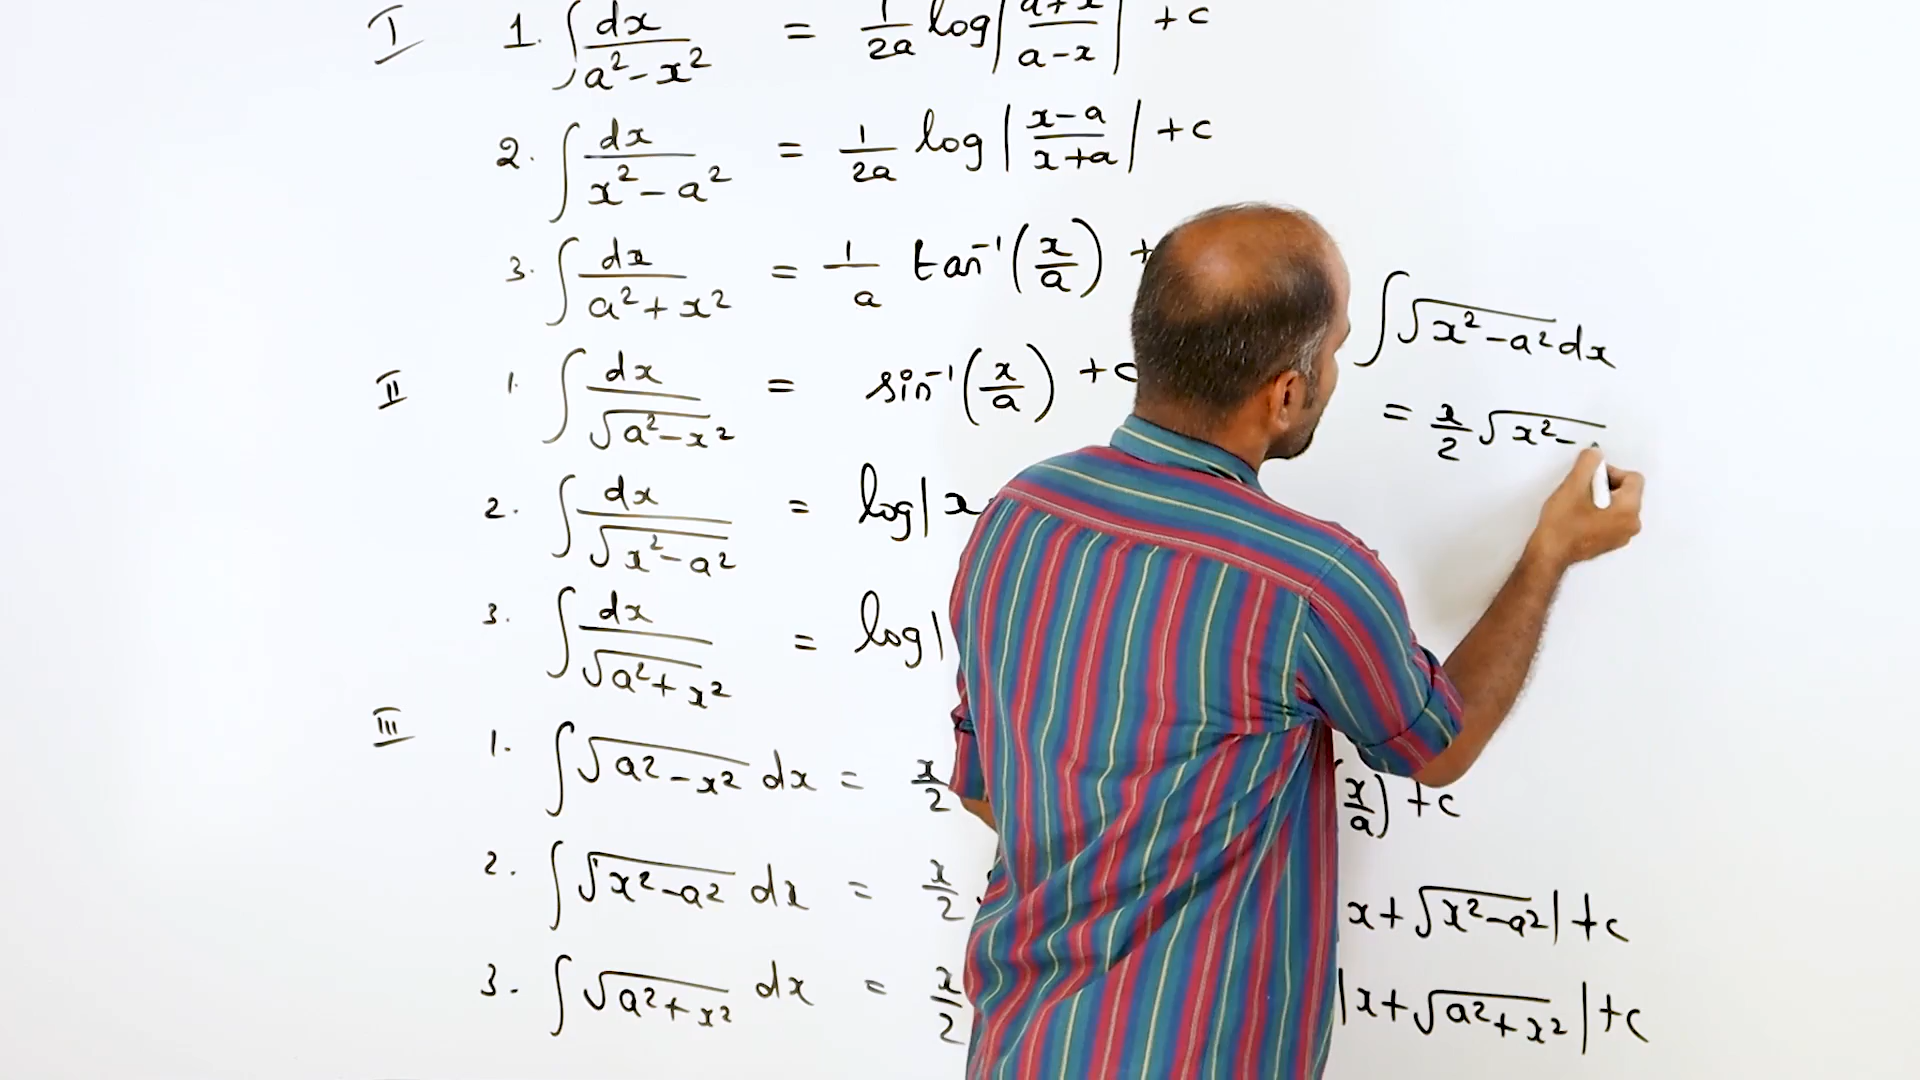 I 1. ∫ dx/(a² - x²) = 1/2a log |(a+x)/(a-x)| + c
2. ∫ dx/(x² - a²) = 1/2a log |(x-a)/(x+a)| + c
3. ∫ dx/(a² + x²) = 1/a tan⁻¹(x/a) +
II 1. ∫ dx/√(a² - x²) = sin⁻¹(x/a) + c
2. ∫ dx/√(x² - a²) = log| x
3. ∫ dx/√(a² + x²) = log|
III 1. ∫ √(a² - x²) dx = x/2 (x/a) + c
2. ∫ √(x² - a²) dx = x/2 x + √(x² - a²)| + c
3. ∫ √(a² + x²) dx = x/2 |x + √(a² + x²)| + c
∫ √(x² - a²) dx
= x/2 √(x² -